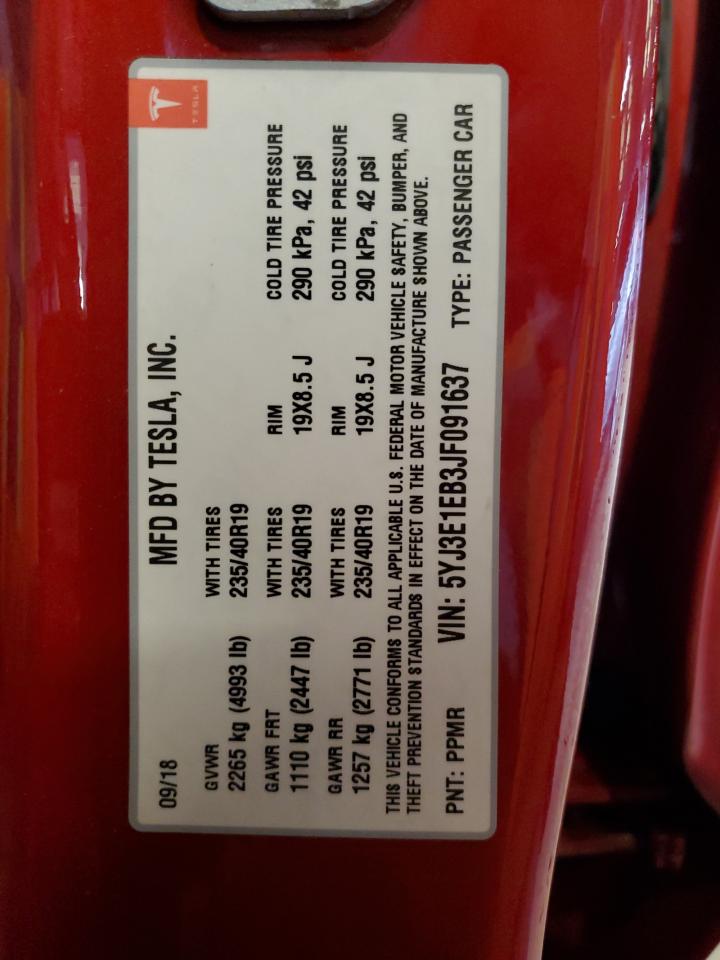 TESLA
09/18 MFD BY TESLA, INC.
GVWR WITH TIRES
2265 kg (4993 lb) 235/40R19
GAWR FRT WITH TIRES RIM COLD TIRE PRESSURE
1110 kg (2447 lb) 235/40R19 19X8.5 J 290 kPa, 42 psi
GAWR RR WITH TIRES RIM COLD TIRE PRESSURE
1257 kg (2771 lb) 235/40R19 19X8.5 J 290 kPa, 42 psi
THIS VEHICLE CONFORMS TO ALL APPLICABLE U.S. FEDERAL MOTOR VEHICLE SAFETY, BUMPER, AND
THEFT PREVENTION STANDARDS IN EFFECT ON THE DATE OF MANUFACTURE SHOWN ABOVE.
PNT: PPMR VIN: 5YJ3E1EB3JF091637 TYPE: PASSENGER CAR